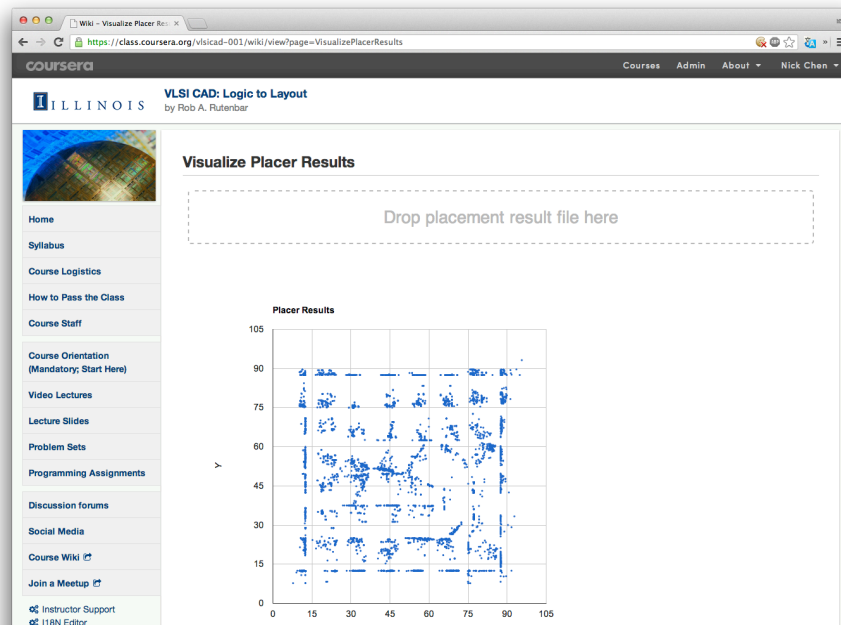 Wiki – Visualize Placer Res
https://class.coursera.org/vlsicad-001/wiki/view?page=VisualizePlacerResults
coursera
Courses Admin About Nick Chen
I ILLINOIS
VLSI CAD: Logic to Layout
by Rob A. Rutenbar
Home
Syllabus
Course Logistics
How to Pass the Class
Course Staff
Course Orientation
(Mandatory; Start Here)
Video Lectures
Lecture Slides
Problem Sets
Programming Assignments
Discussion forums
Social Media
Course Wiki
Join a Meetup
Instructor Support
I18N Editor
Visualize Placer Results
Drop placement result file here
Placer Results
105
90
75
60
45
30
15
0
Y
0 15 30 45 60 75 90 105